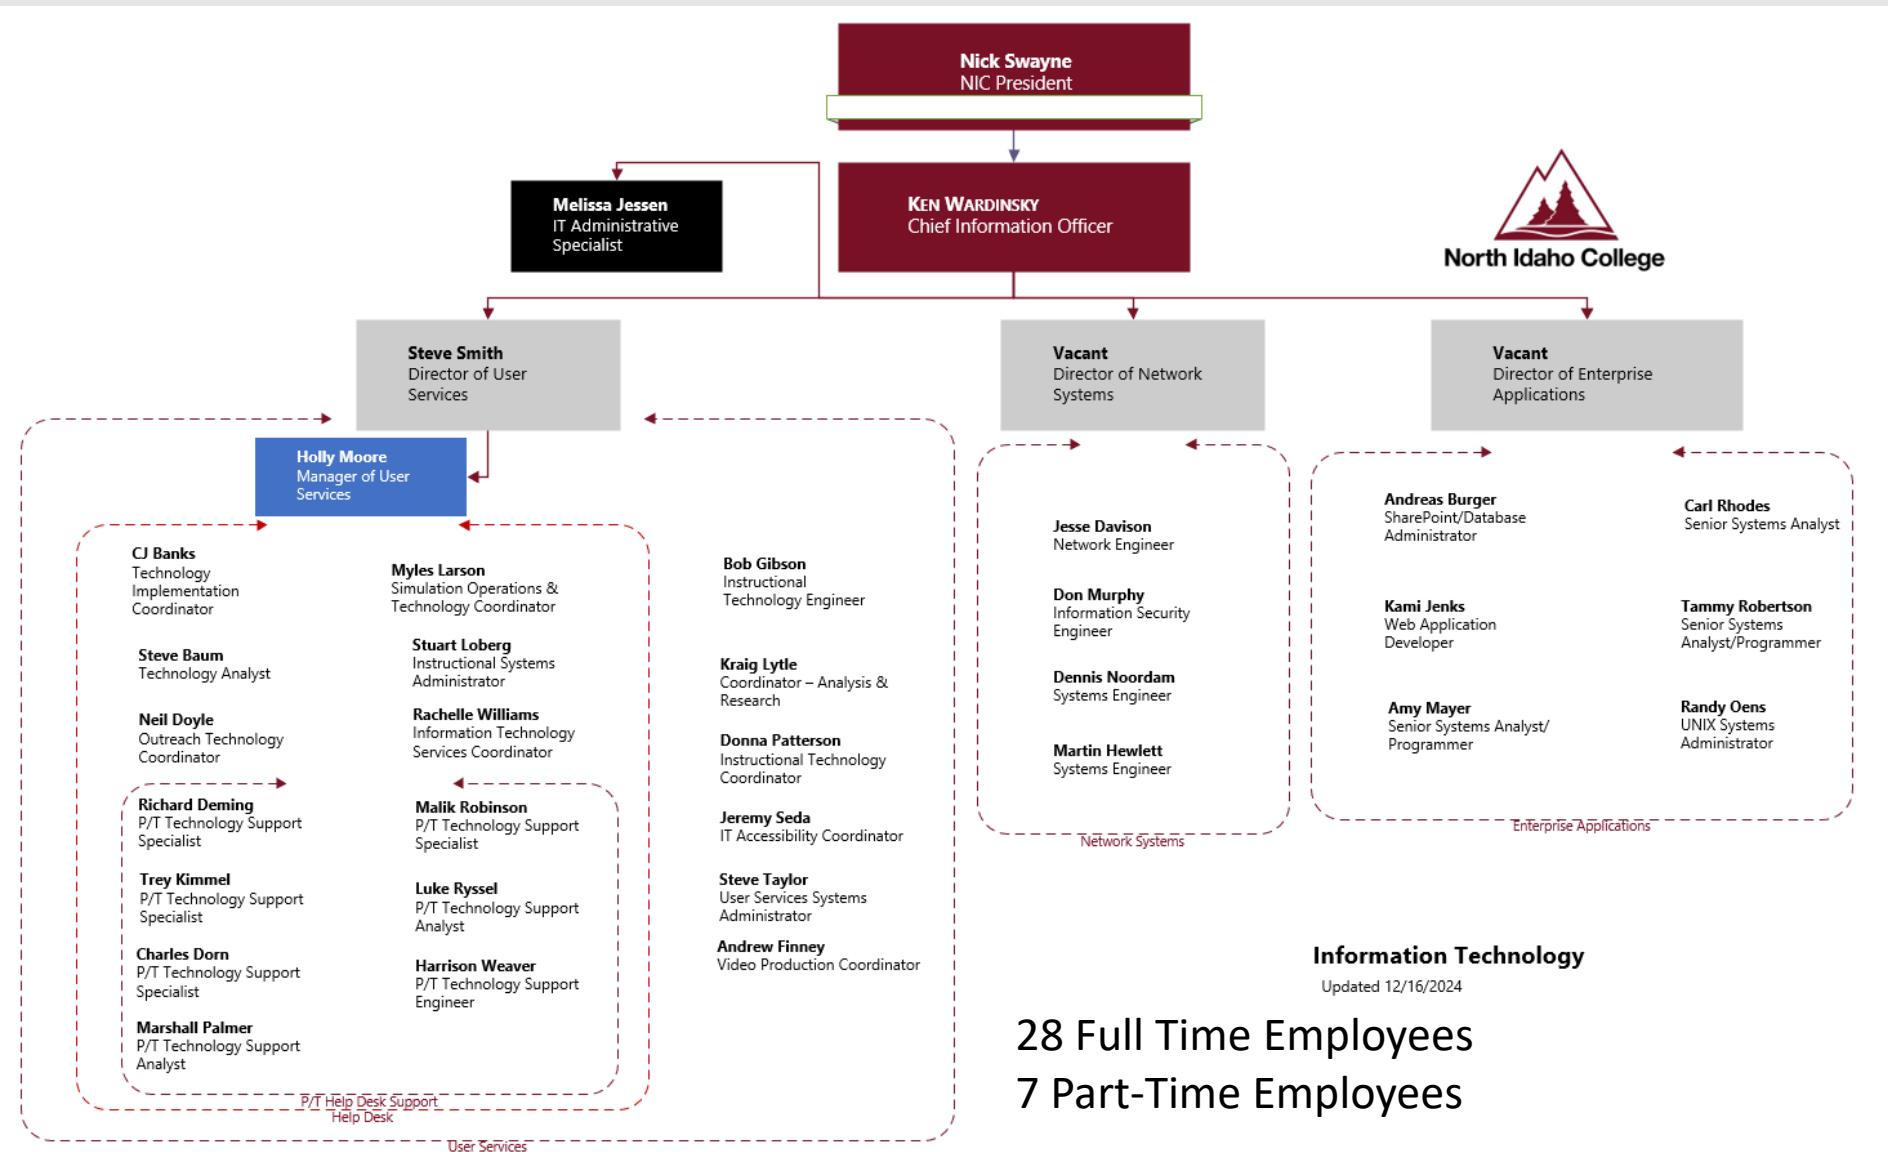 Nick Swayne
NIC President
KEN WARDINSKY
Chief Information Officer
Melissa Jessen
IT Administrative
Specialist
North Idaho College
Steve Smith
Director of User
Services
Vacant
Director of Network
Systems
Vacant
Director of Enterprise
Applications
Holly Moore
Manager of User
Services
CJ Banks
Technology
Implementation
Coordinator
Steve Baum
Technology Analyst
Neil Doyle
Outreach Technology
Coordinator
Myles Larson
Simulation Operations &
Technology Coordinator
Stuart Loberg
Instructional Systems
Administrator
Rachelle Williams
Information Technology
Services Coordinator
Richard Deming
P/T Technology Support
Specialist
Trey Kimmel
P/T Technology Support
Specialist
Charles Dorn
P/T Technology Support
Specialist
Marshall Palmer
P/T Technology Support
Analyst
Malik Robinson
P/T Technology Support
Specialist
Luke Ryssel
P/T Technology Support
Analyst
Harrison Weaver
P/T Technology Support
Engineer
P/T Help Desk Support
Help Desk
User Services
Bob Gibson
Instructional
Technology Engineer
Kraig Lytle
Coordinator – Analysis &
Research
Donna Patterson
Instructional Technology
Coordinator
Jeremy Seda
IT Accessibility Coordinator
Steve Taylor
User Services Systems
Administrator
Andrew Finney
Video Production Coordinator
Jesse Davison
Network Engineer
Don Murphy
Information Security
Engineer
Dennis Noordam
Systems Engineer
Martin Hewlett
Systems Engineer
Network Systems
Andreas Burger
SharePoint/Database
Administrator
Kami Jenks
Web Application
Developer
Amy Mayer
Senior Systems Analyst/
Programmer
Carl Rhodes
Senior Systems Analyst
Tammy Robertson
Senior Systems
Analyst/Programmer
Randy Oens
UNIX Systems
Administrator
Enterprise Applications
Information Technology
Updated 12/16/2024
28 Full Time Employees
7 Part-Time Employees